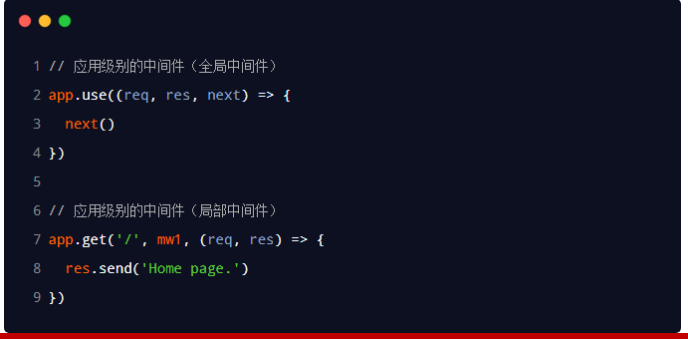 1 // 应用级别的中间件（全局中间件）
2 app.use((req, res, next) => {
3   next()
4 })
5
6 // 应用级别的中间件（局部中间件）
7 app.get('/', mw1, (req, res) => {
8   res.send('Home page.')
9 })